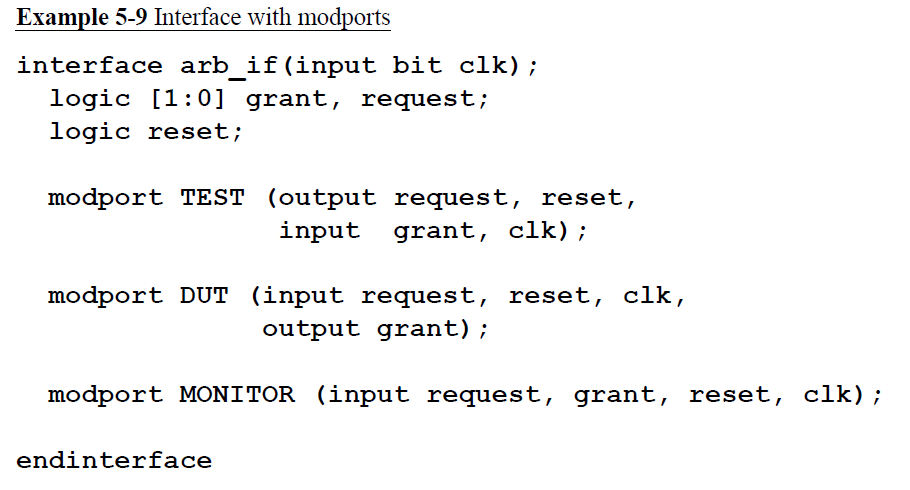 Example 5-9 Interface with modports
interface arb_if(input bit clk);
  logic [1:0] grant, request;
  logic reset;

  modport TEST (output request, reset,
                input  grant, clk);

  modport DUT (input request, reset, clk,
               output grant);

  modport MONITOR (input request, grant, reset, clk);

endinterface